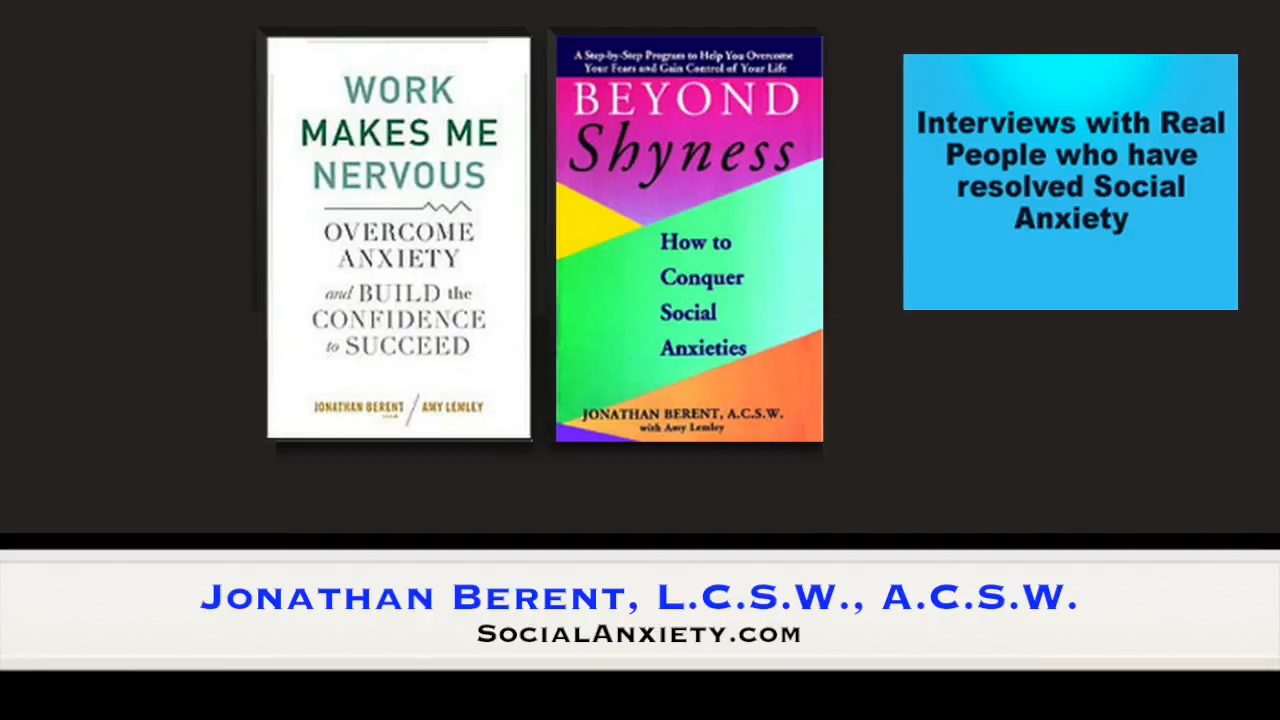 WORK
MAKES ME
NERVOUS
OVERCOME
ANXIETY
and BUILD the
CONFIDENCE
to SUCCEED
JONATHAN BERENT / AMY LEMLEY
A Step-by-Step Program to Help You Overcome
Your Fears and Gain Control of Your Life
BEYOND
Shyness
How to
Conquer
Social
Anxieties
JONATHAN BERENT, A.C.S.W.
with Amy Lemley
Interviews with Real
People who have
resolved Social
Anxiety
JONATHAN BERENT, L.C.S.W., A.C.S.W.
SOCIALANXIETY.COM